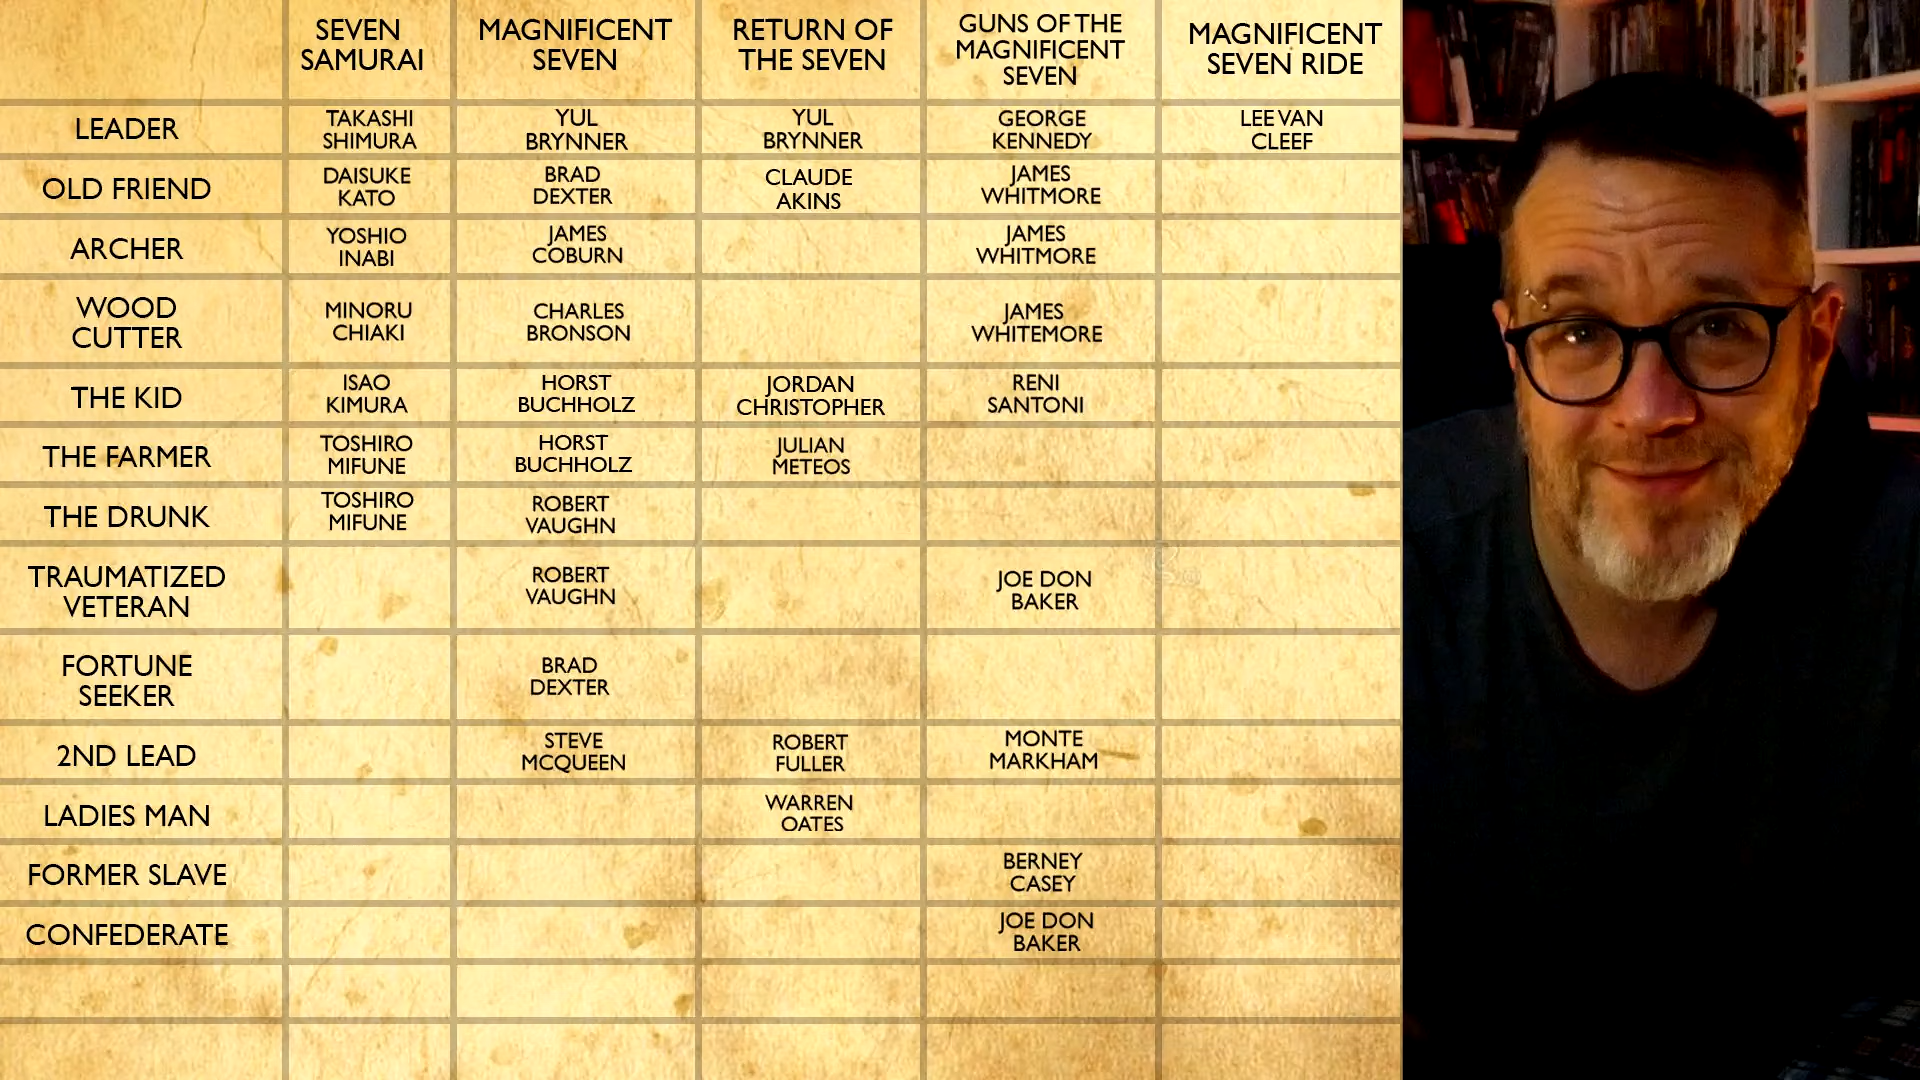 SEVEN
SAMURAI
MAGNIFICENT
SEVEN
RETURN OF
THE SEVEN
GUNS OF THE
MAGNIFICENT
SEVEN
MAGNIFICENT
SEVEN RIDE
LEADER
TAKASHI
SHIMURA
YUL
BRYNNER
YUL
BRYNNER
GEORGE
KENNEDY
LEE VAN
CLEEF
OLD FRIEND
DAISUKE
KATO
BRAD
DEXTER
CLAUDE
AKINS
JAMES
WHITMORE
ARCHER
YOSHIO
INABI
JAMES
COBURN
JAMES
WHITMORE
WOOD
CUTTER
MINORU
CHIAKI
CHARLES
BRONSON
JAMES
WHITEMORE
THE KID
ISAO
KIMURA
HORST
BUCHHOLZ
JORDAN
CHRISTOPHER
RENI
SANTONI
THE FARMER
TOSHIRO
MIFUNE
HORST
BUCHHOLZ
JULIAN
METEOS
THE DRUNK
TOSHIRO
MIFUNE
ROBERT
VAUGHN
TRAUMATIZED
VETERAN
ROBERT
VAUGHN
JOE DON
BAKER
FORTUNE
SEEKER
BRAD
DEXTER
2ND LEAD
STEVE
MCQUEEN
ROBERT
FULLER
MONTE
MARKHAM
LADIES MAN
WARREN
OATES
FORMER SLAVE
BERNEY
CASEY
CONFEDERATE
JOE DON
BAKER